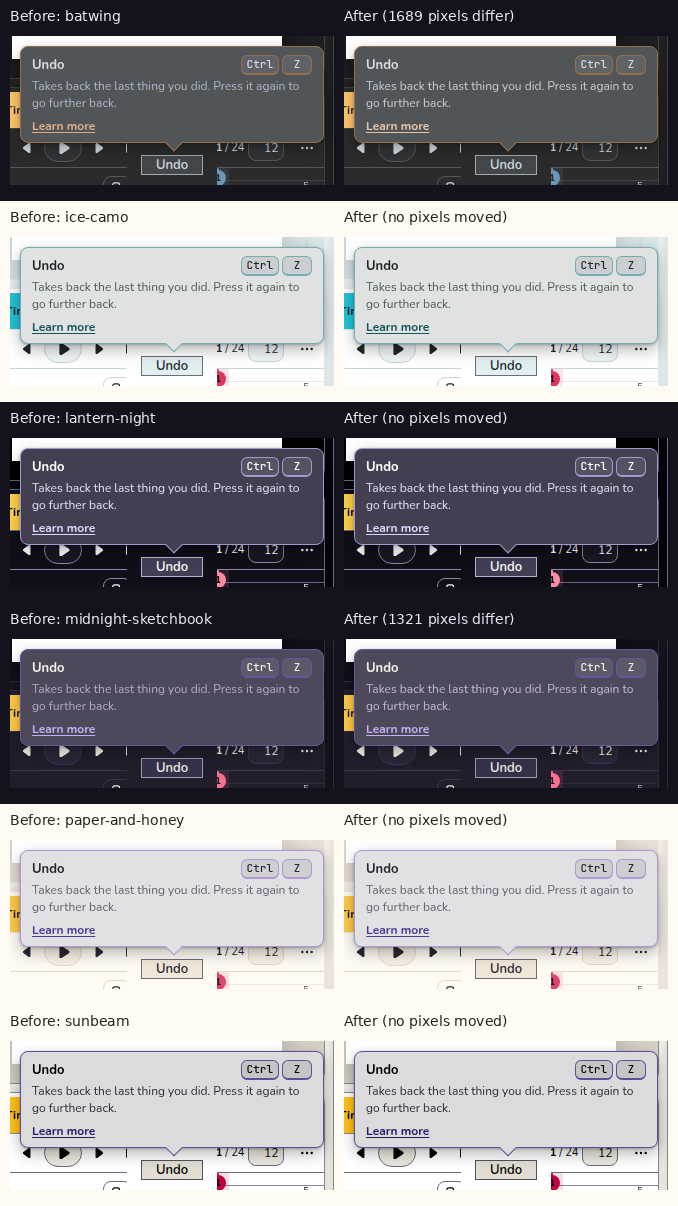 Before: batwing
After (1689 pixels differ)
Undo Ctrl Z
Takes back the last thing you did. Press it again to
go further back.
Learn more
1 / 24 12 ...
Undo
Undo Ctrl Z
Takes back the last thing you did. Press it again to
go further back.
Learn more
1 / 24 12 ...
Undo
Before: ice-camo
After (no pixels moved)
Undo Ctrl Z
Takes back the last thing you did. Press it again to
go further back.
Learn more
1 / 24 12 ...
Undo
Undo Ctrl Z
Takes back the last thing you did. Press it again to
go further back.
Learn more
1 / 24 12 ...
Undo
Before: lantern-night
After (no pixels moved)
Undo Ctrl Z
Takes back the last thing you did. Press it again to
go further back.
Learn more
1 / 24 12 ...
Undo
Undo Ctrl Z
Takes back the last thing you did. Press it again to
go further back.
Learn more
1 / 24 12 ...
Undo
Before: midnight-sketchbook
After (1321 pixels differ)
Undo Ctrl Z
Takes back the last thing you did. Press it again to
go further back.
Learn more
1 / 24 12 ...
Undo
Undo Ctrl Z
Takes back the last thing you did. Press it again to
go further back.
Learn more
1 / 24 12 ...
Undo
Before: paper-and-honey
After (no pixels moved)
Undo Ctrl Z
Takes back the last thing you did. Press it again to
go further back.
Learn more
1 / 24 12 ...
Undo
Undo Ctrl Z
Takes back the last thing you did. Press it again to
go further back.
Learn more
1 / 24 12 ...
Undo
Before: sunbeam
After (no pixels moved)
Undo Ctrl Z
Takes back the last thing you did. Press it again to
go further back.
Learn more
1 / 24 12 ...
Undo
Undo Ctrl Z
Takes back the last thing you did. Press it again to
go further back.
Learn more
1 / 24 12 ...
Undo